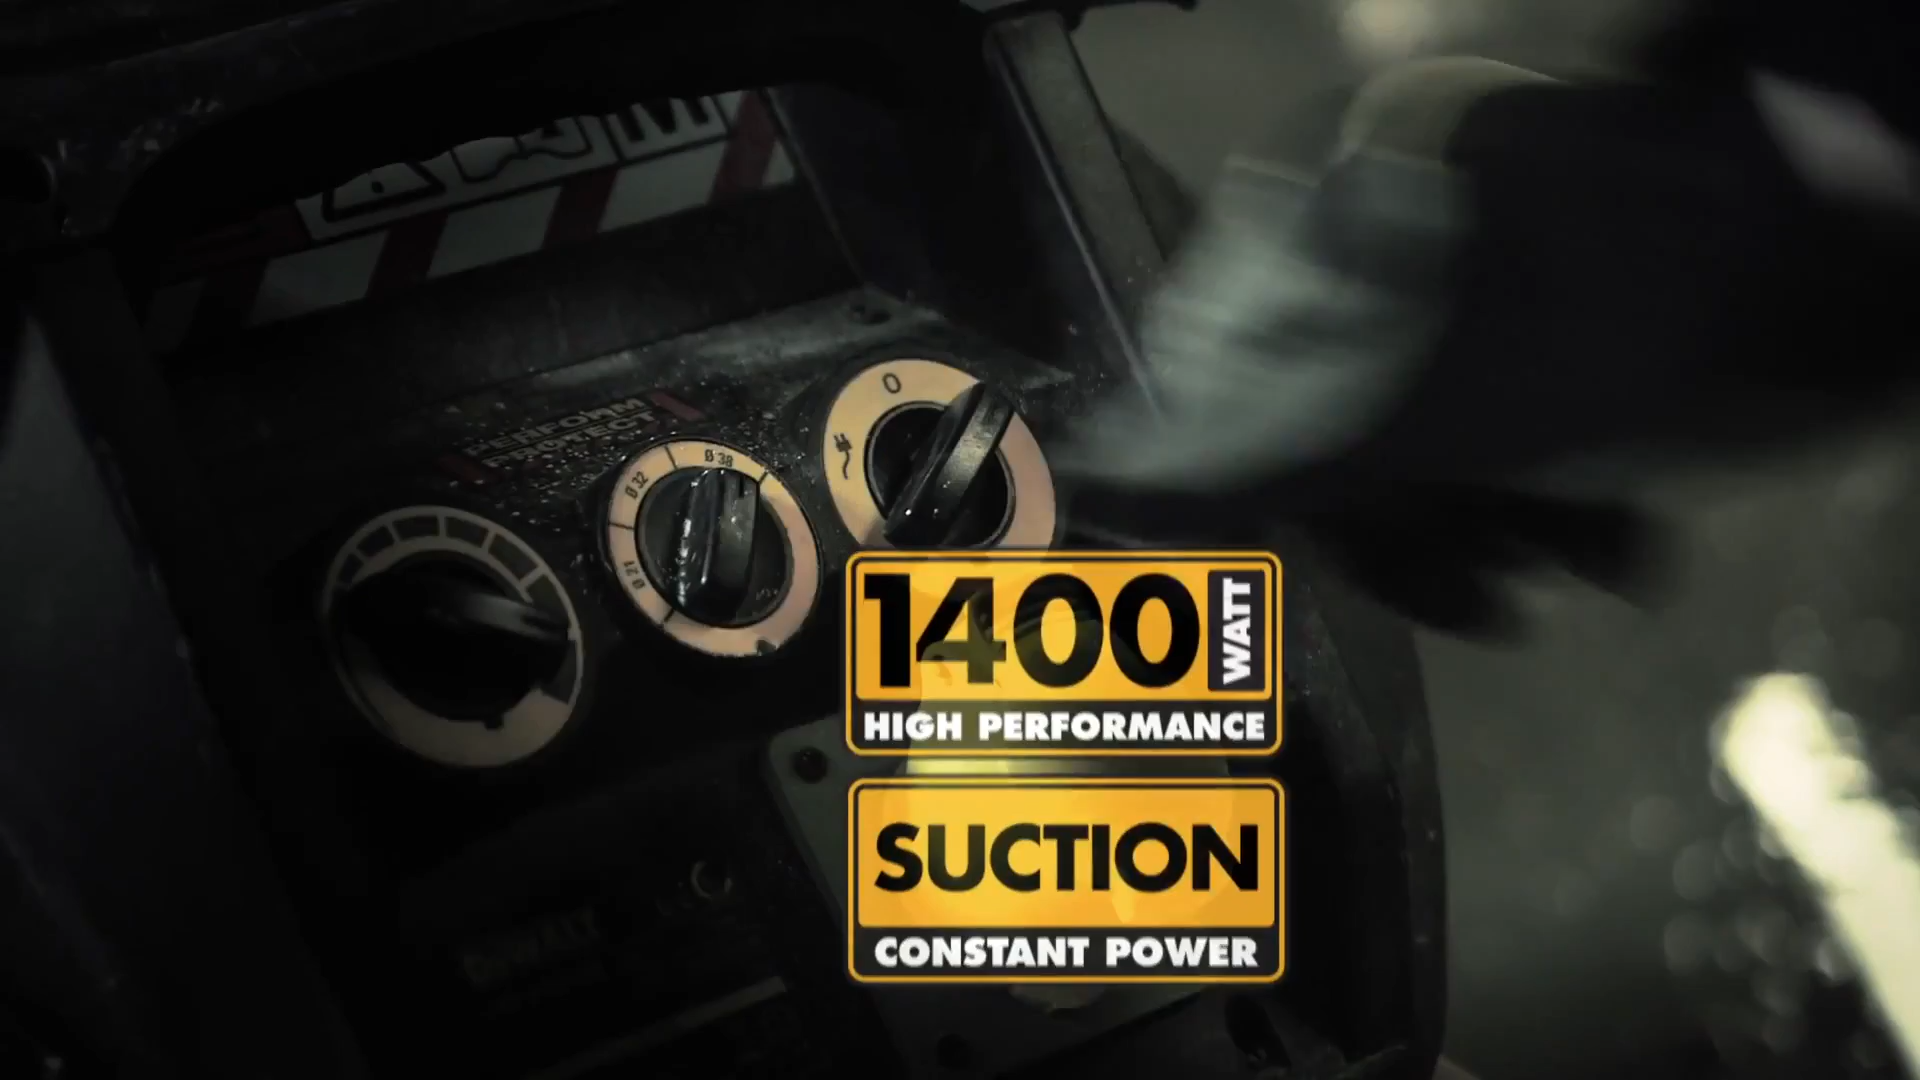 PERFORM
PROTECT
0
Ø 38
Ø 32
Ø 21
1400 WATT
HIGH PERFORMANCE
SUCTION
CONSTANT POWER